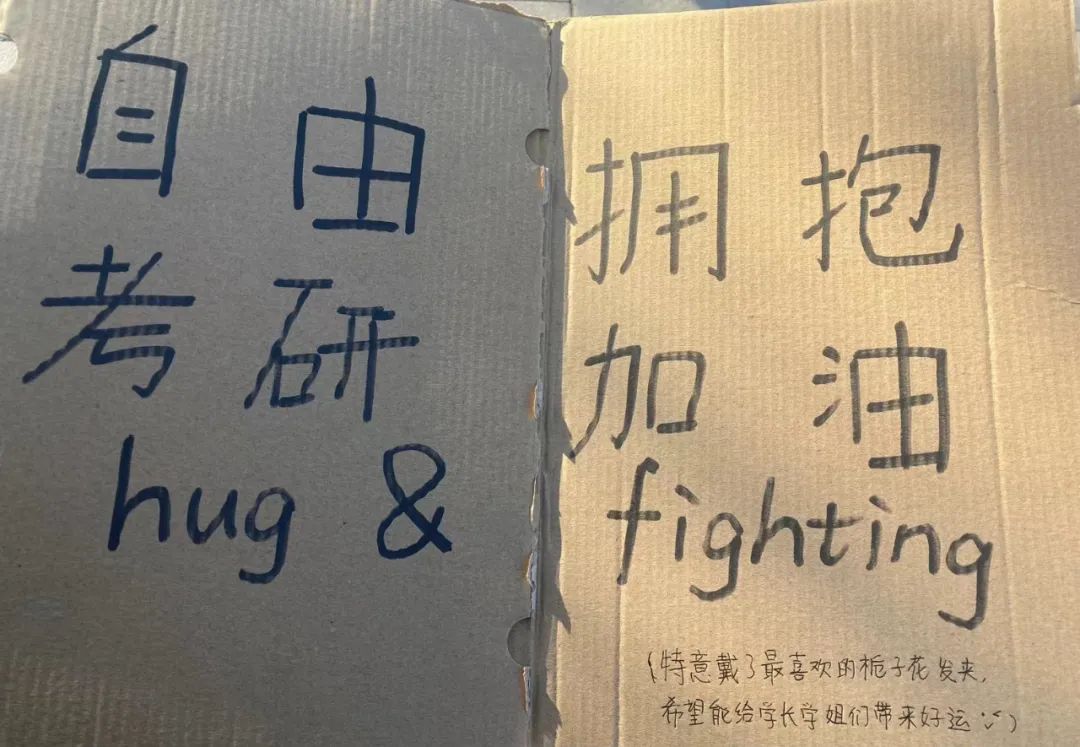 自由 拥抱
考研 加油
hug & fighting
(特意戴了最喜欢的栀子花发夹,
希望能给学长学姐们带来好运 :))